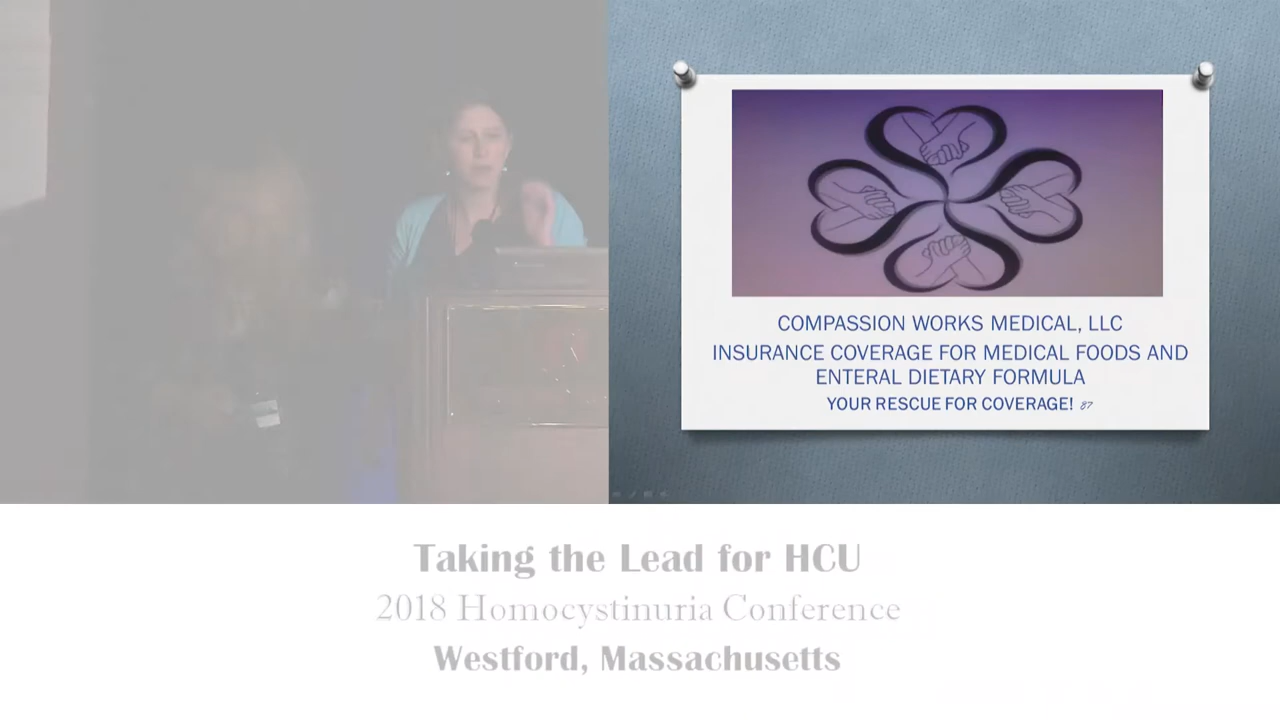 COMPASSION WORKS MEDICAL, LLC
INSURANCE COVERAGE FOR MEDICAL FOODS AND
ENTERAL DIETARY FORMULA
YOUR RESCUE FOR COVERAGE! 87
Taking the Lead for HCU
2018 Homocystinuria Conference
Westford, Massachusetts